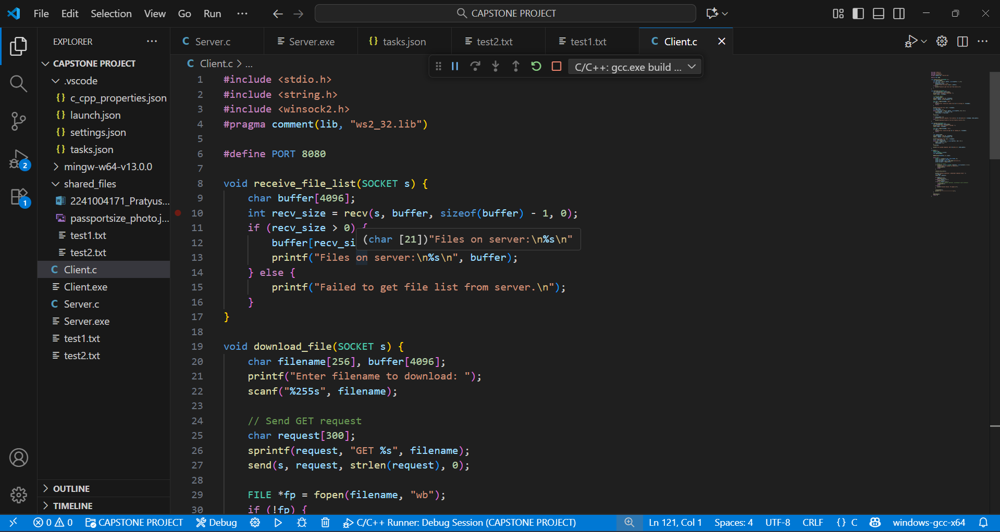 File Edit Selection View Go Run ··· CAPSTONE PROJECT
EXPLORER ···
CAPSTONE PROJECT
.vscode
{} c_cpp_properties.json
{} launch.json
{} settings.json
{} tasks.json
mingw-w64-v13.0.0
shared_files
2241004171_Pratyus...
passportsize_photo.j...
test1.txt
test2.txt
C Client.c
Client.exe
C Server.c
Server.exe
test1.txt
test2.txt
OUTLINE
TIMELINE
2
1
C Server.c Server.exe {} tasks.json test2.txt test1.txt C Client.c
C Client.c > ...
C/C++: gcc.exe build ...
1 #include <stdio.h>
2 #include <string.h>
3 #include <winsock2.h>
4 #pragma comment(lib, "ws2_32.lib")
5
6 #define PORT 8080
7
8 void receive_file_list(SOCKET s) {
9 char buffer[4096];
10 int recv_size = recv(s, buffer, sizeof(buffer) - 1, 0);
11 if (recv_size > 0) {
12 buffer[recv_si
(char [21])"Files on server:\n%s\n"
13 printf("Files on server:\n%s\n", buffer);
14 } else {
15 printf("Failed to get file list from server.\n");
16 }
17 }
18
19 void download_file(SOCKET s) {
20 char filename[256], buffer[4096];
21 printf("Enter filename to download: ");
22 scanf("%255s", filename);
23
24 // Send GET request
25 char request[300];
26 sprintf(request, "GET %s", filename);
27 send(s, request, strlen(request), 0);
28
29 FILE *fp = fopen(filename, "wb");
30 if (!fp) {
0 0 CAPSTONE PROJECT Debug C/C++ Runner: Debug Session (CAPSTONE PROJECT) Ln 121, Col 1 Spaces: 4 UTF-8 CRLF {} C windows-gcc-x64